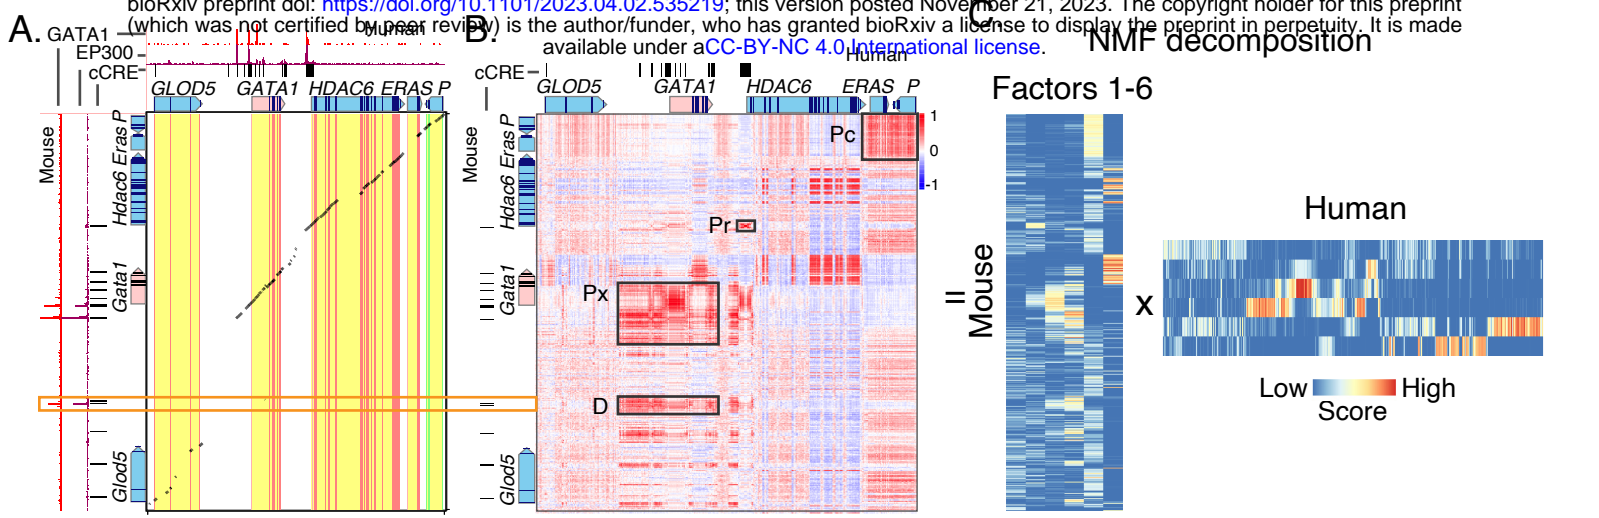 bioRxiv preprint doi: https://doi.org/10.1101/2023.04.02.535219; this version posted November 21, 2023. The copyright holder for this preprint
(which was not certified by peer review) is the author/funder, who has granted bioRxiv a license to display the preprint in perpetuity. It is made
available under aCC-BY-NC 4.0 International license.
A.
GATA1
EP300
cCRE
Human
GLOD5 GATA1 HDAC6 ERAS P
Mouse
Glod5 Gata1 Hdac6 Eras P
B.
cCRE
Human
GLOD5 GATA1 HDAC6 ERAS P
Mouse
Glod5 Gata1 Hdac6 Eras P
Pc
Pr
Px
D
1
0
-1
C.
NMF decomposition
Factors 1-6
=
Mouse
x
Human
Low High
Score